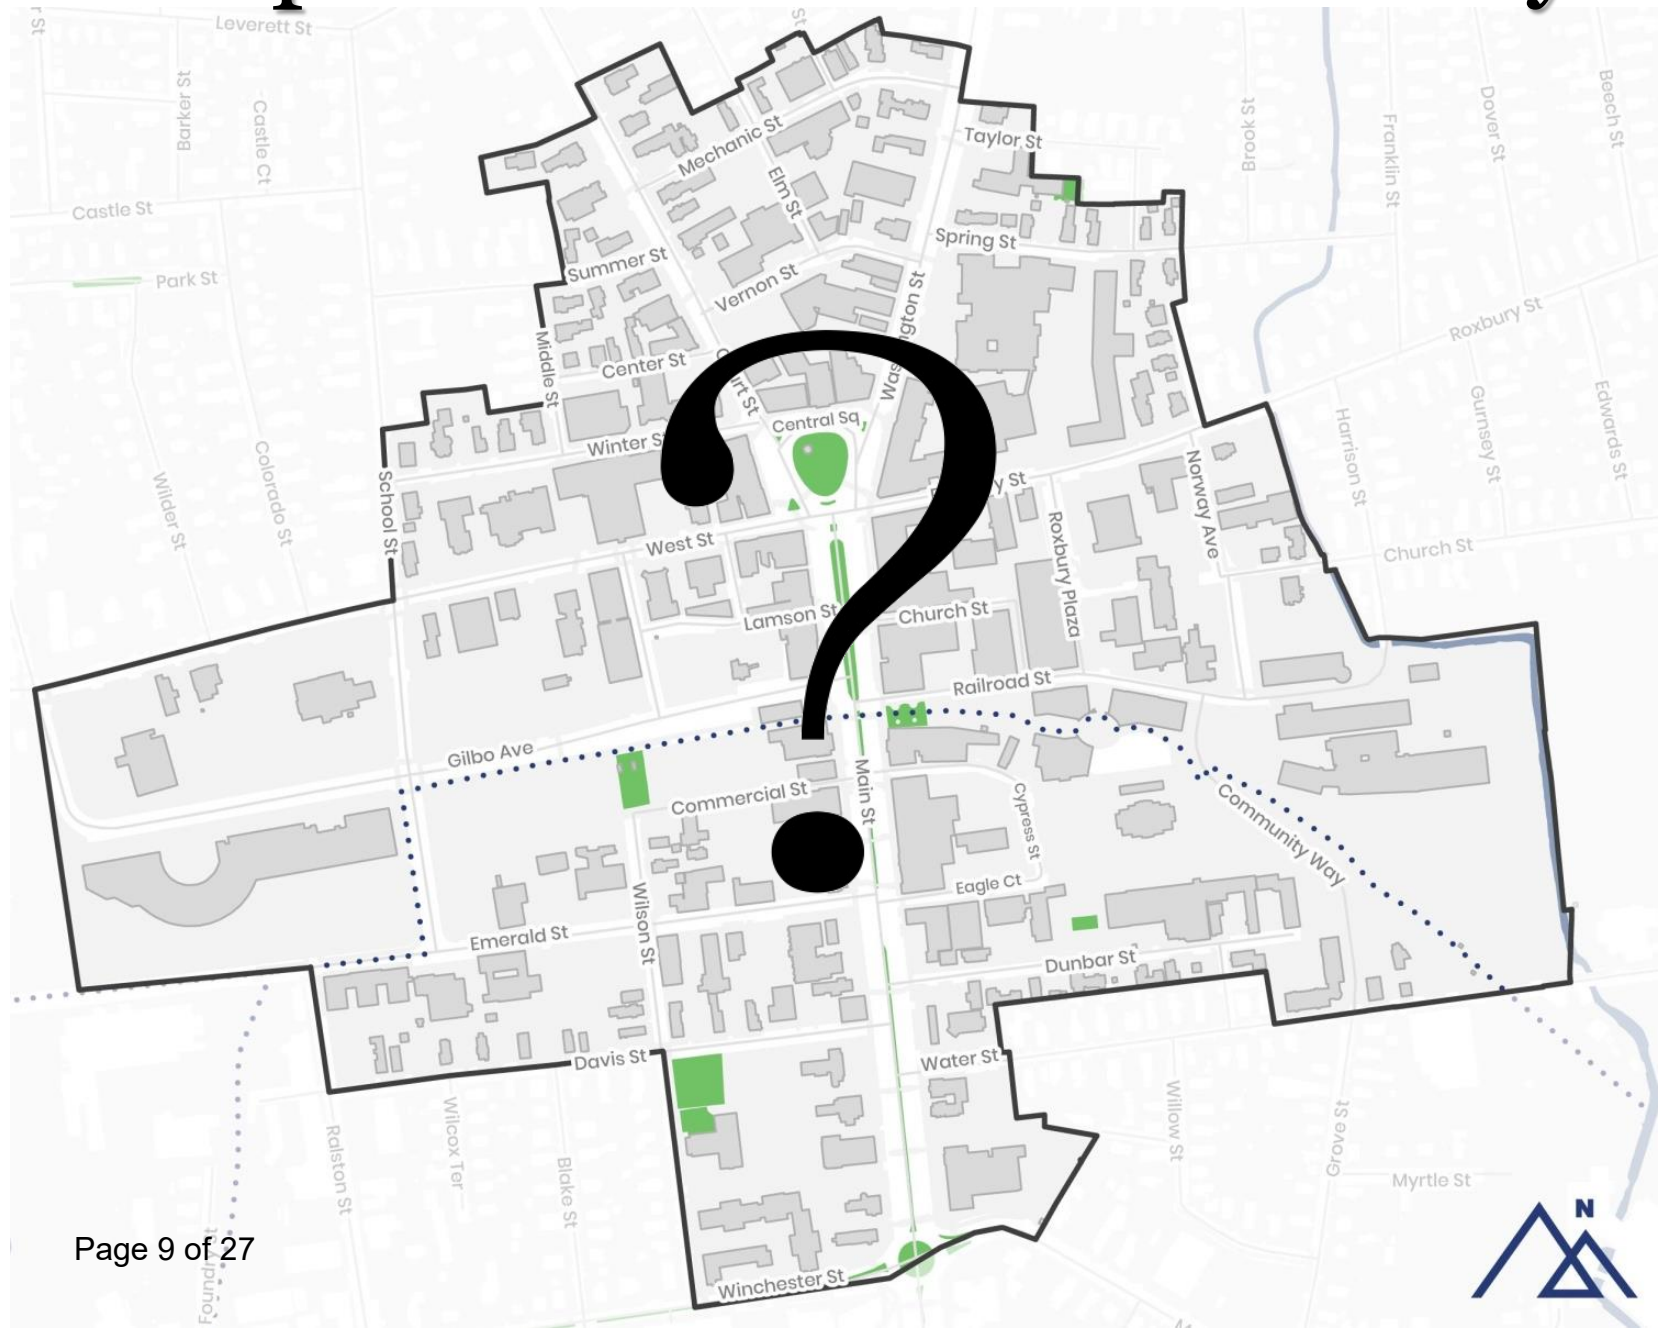 Leverett St
Barker St
Castle Ct
Castle St
Park St
Mechanic St
Elm St
Taylor St
Brook St
Franklin St
Dover St
Beech St
Summer St
Vernon St
Spring St
Roxbury St
Middle St
Center St
Central Sq
Winter St
Wilder St
Colorado St
School St
West St
Norway Ave
Harrison St
Gurnsey St
Edwards St
Church St
Roxbury Plaza
Lamson St
Church St
Railroad St
Gilbo Ave
Commercial St
Main St
Cypress St
Community Way
Eagle Ct
Wilson St
Emerald St
Dunbar St
Davis St
Water St
Ralston St
Wilcox Ter
Blake St
Willow St
Grove St
Myrtle St
Foundry St
Winchester St
?
Page 9 of 27
N